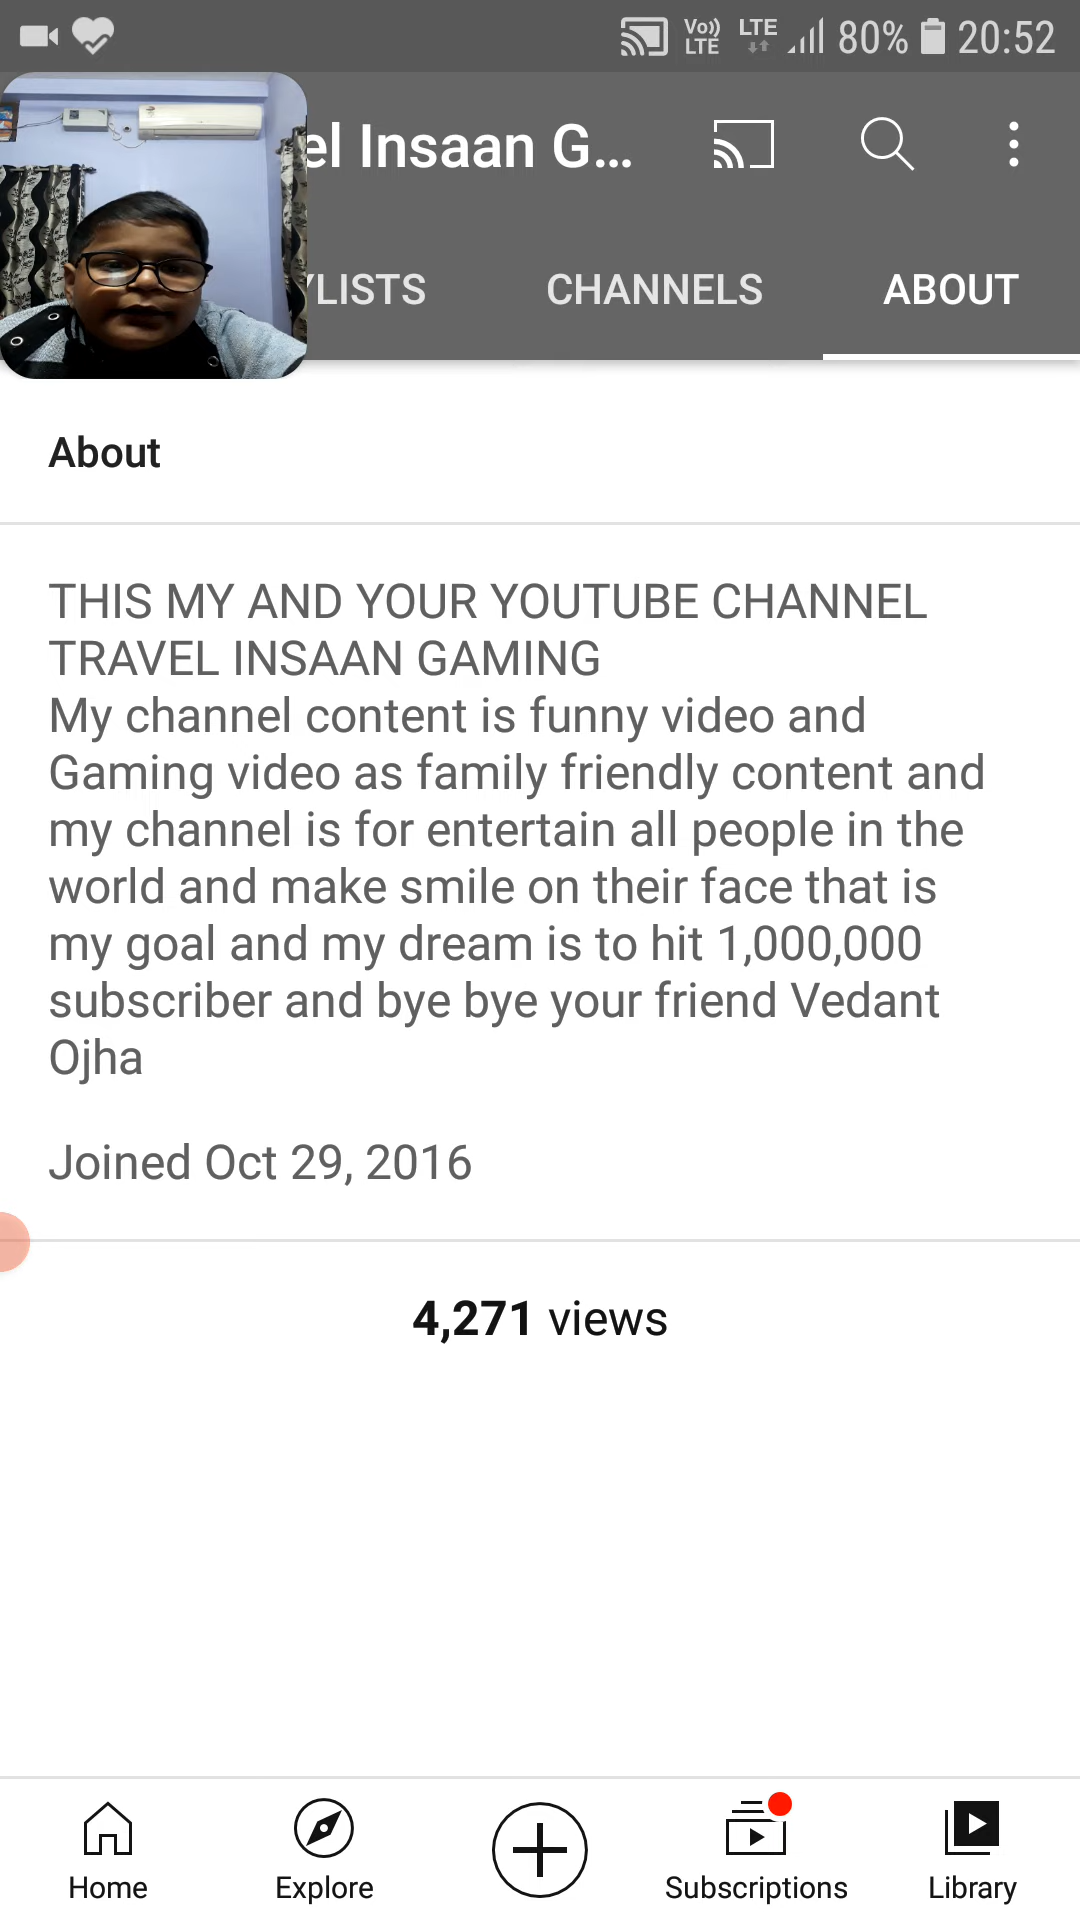 Vo)) LTE LTE 80% 20:52
el Insaan G...
YLISTS CHANNELS ABOUT
About
THIS MY AND YOUR YOUTUBE CHANNEL
TRAVEL INSAAN GAMING
My channel content is funny video and
Gaming video as family friendly content and
my channel is for entertain all people in the
world and make smile on their face that is
my goal and my dream is to hit 1,000,000
subscriber and bye bye your friend Vedant
Ojha
Joined Oct 29, 2016
4,271 views
Home Explore Subscriptions Library